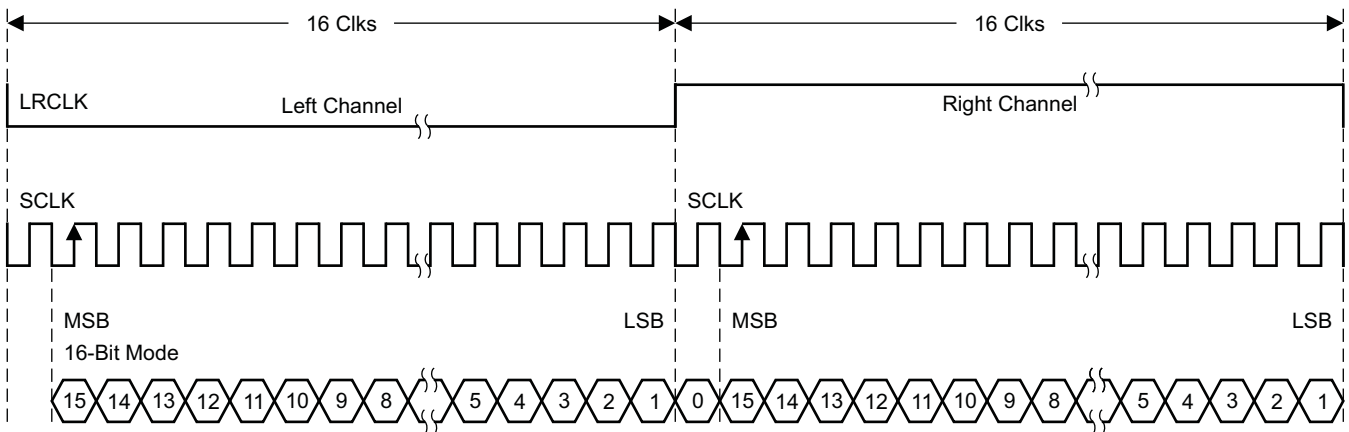 16 Clks 16 Clks
LRCLK Left Channel Right Channel
SCLK SCLK
MSB LSB MSB LSB
16-Bit Mode
15 14 13 12 11 10 9 8 5 4 3 2 1 0 15 14 13 12 11 10 9 8 5 4 3 2 1